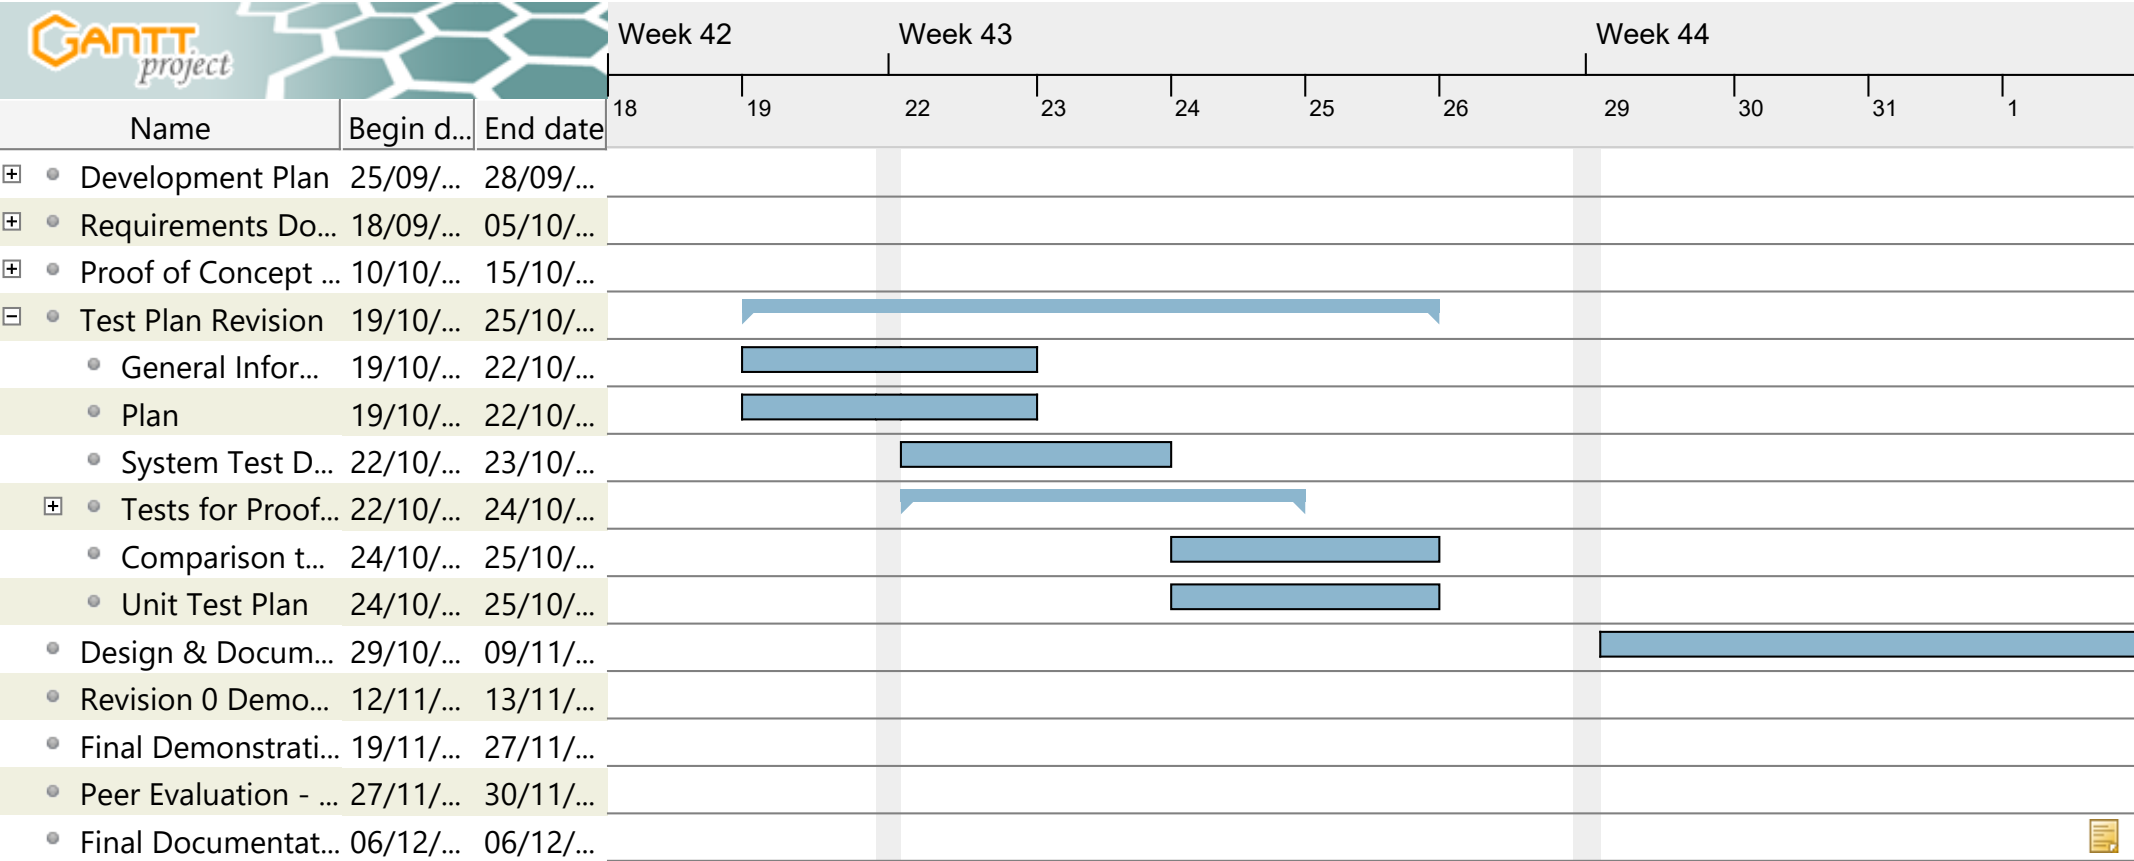 GANTT
project
Week 42 Week 43 Week 44
18 19 22 23 24 25 26 29 30 31 1
Name Begin d... End date
Development Plan 25/09/... 28/09/...
Requirements Do... 18/09/... 05/10/...
Proof of Concept ... 10/10/... 15/10/...
Test Plan Revision 19/10/... 25/10/...
General Infor... 19/10/... 22/10/...
Plan 19/10/... 22/10/...
System Test D... 22/10/... 23/10/...
Tests for Proof... 22/10/... 24/10/...
Comparison t... 24/10/... 25/10/...
Unit Test Plan 24/10/... 25/10/...
Design & Docum... 29/10/... 09/11/...
Revision 0 Demo... 12/11/... 13/11/...
Final Demonstrati... 19/11/... 27/11/...
Peer Evaluation - ... 27/11/... 30/11/...
Final Documentat... 06/12/... 06/12/...